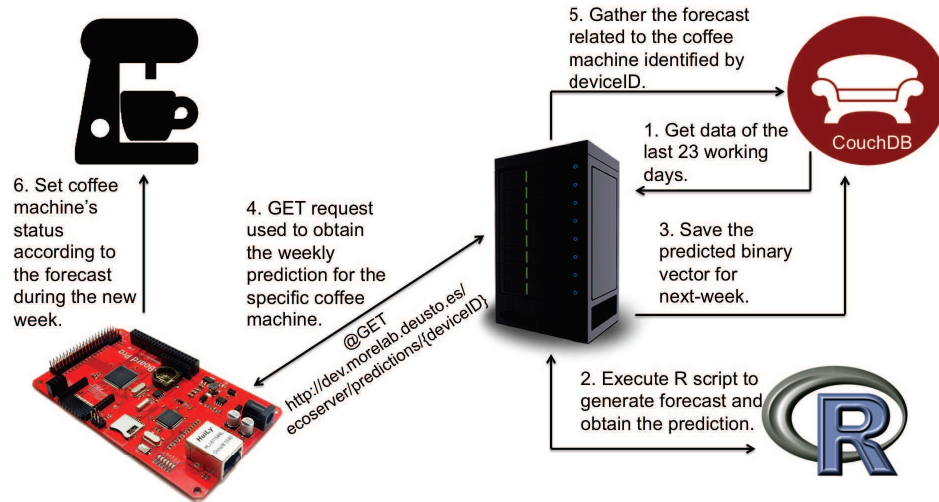 5. Gather the forecast
related to the coffee
machine identified by
deviceID.
CouchDB
1. Get data of the
last 23 working
days.
6. Set coffee
machine's
status
according to
the forecast
during the new
week.
4. GET request
used to obtain
the weekly
prediction for the
specific coffee
machine.
3. Save the
predicted binary
vector for
next-week.
@GET
http://dev.morelab.deusto.es/
ecoserver/predictions/{deviceID}
Board Pro
HuiLy
2. Execute R script to
generate forecast and
obtain the prediction.
R